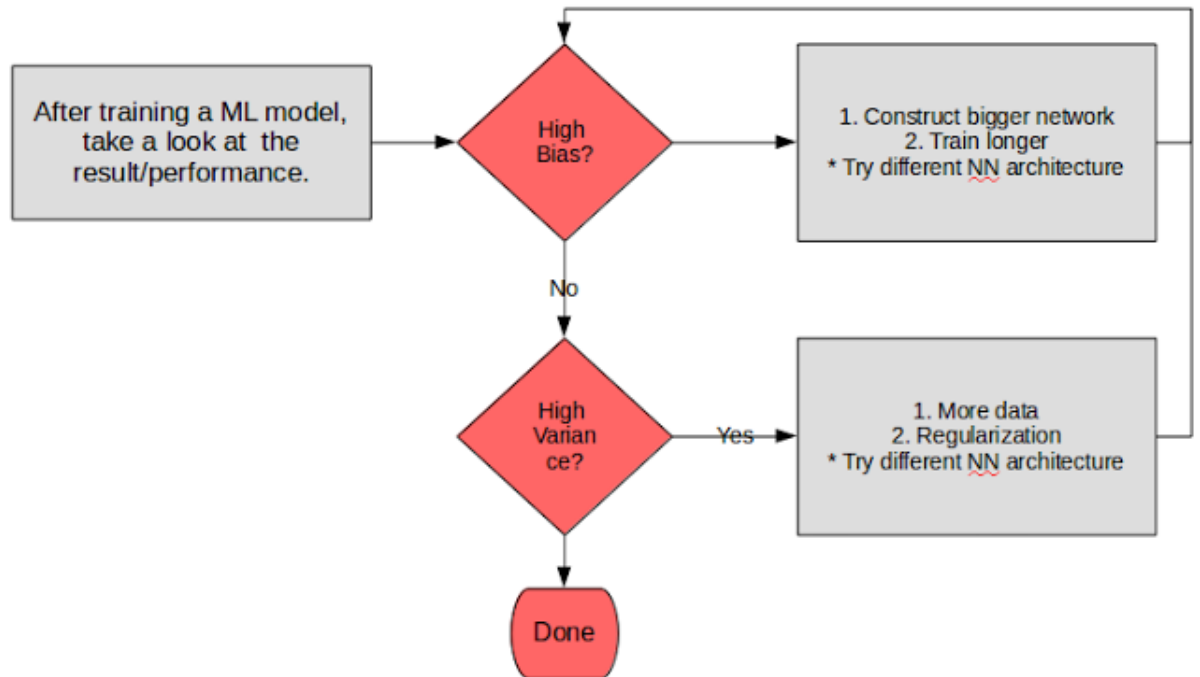 After training a ML model,
take a look at the
result/performance.
High
Bias?
1. Construct bigger network
2. Train longer
* Try different NN architecture
No
High
Varian
ce?
Yes
1. More data
2. Regularization
* Try different NN architecture
Done